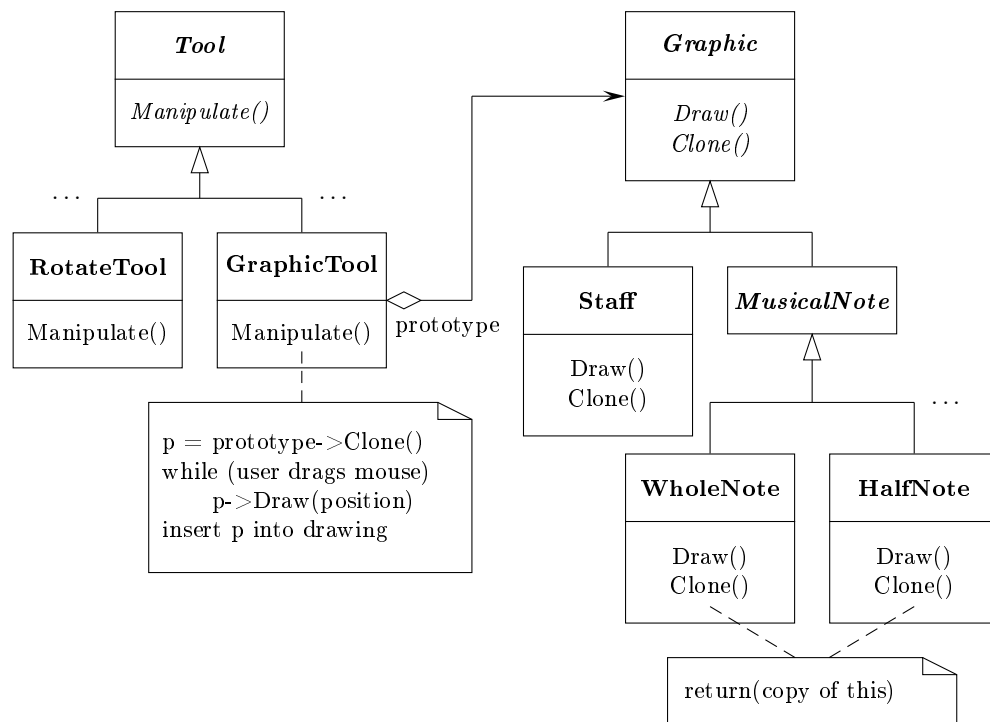 Tool
Manipulate()
Graphic
Draw()
Clone()
...
...
RotateTool
Manipulate()
GraphicTool
Manipulate()
prototype
Staff
Draw()
Clone()
MusicalNote
...
p = prototype->Clone()
while (user drags mouse)
p->Draw(position)
insert p into drawing
WholeNote
Draw()
Clone()
HalfNote
Draw()
Clone()
return(copy of this)